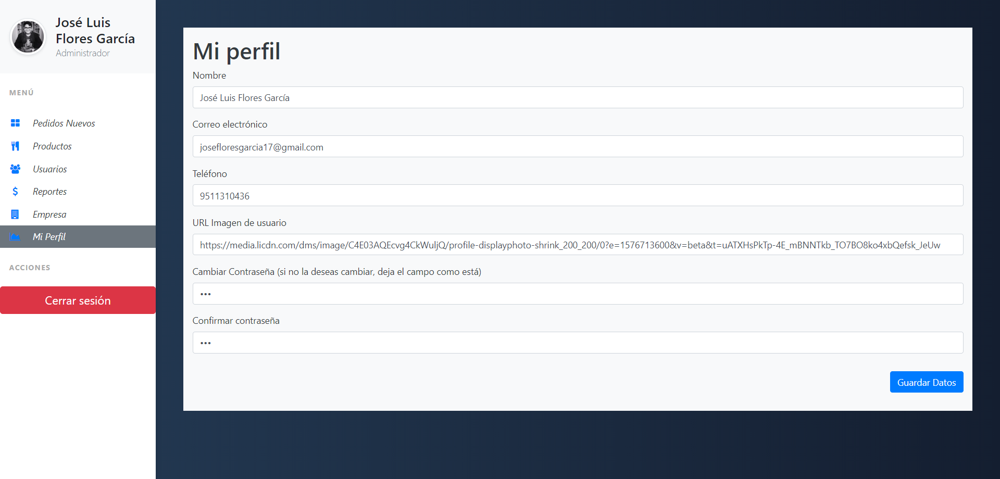 José Luis
Flores García
Administrador
MENÚ
Pedidos Nuevos
Productos
Usuarios
Reportes
Empresa
Mi Perfil
ACCIONES
Cerrar sesión
Mi perfil
Nombre
José Luis Flores García
Correo electrónico
josefloresgarcia17@gmail.com
Teléfono
9511310436
URL Imagen de usuario
https://media.licdn.com/dms/image/C4E03AQEcvg4CkWuljQ/profile-displayphoto-shrink_200_200/0?e=1576713600&v=beta&t=uATXHsPkTp-4E_mBNNTkb_TO7BO8ko4xbQefsk_JeUw
Cambiar Contraseña (si no la deseas cambiar, deja el campo como está)
•••
Confirmar contraseña
•••
Guardar Datos